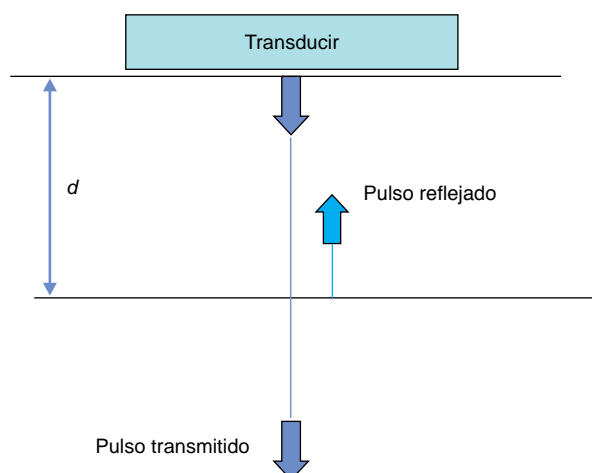 Transducir
d
Pulso reflejado
Pulso transmitido